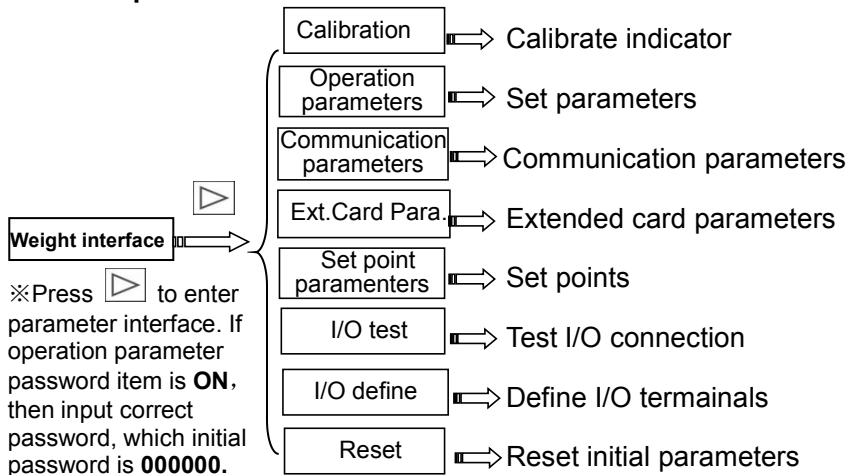 Calibration
Calibrate indicator
Operation
parameters
Set parameters
Communication
parameters
Communication parameters
Ext.Card Para.
Extended card parameters
Set point
paramenters
Set points
I/O test
Test I/O connection
I/O define
Define I/O termainals
Reset
Reset initial parameters
Weight interface
※Press to enter
parameter interface. If
operation parameter
password item is ON，
then input correct
password, which initial
password is 000000.